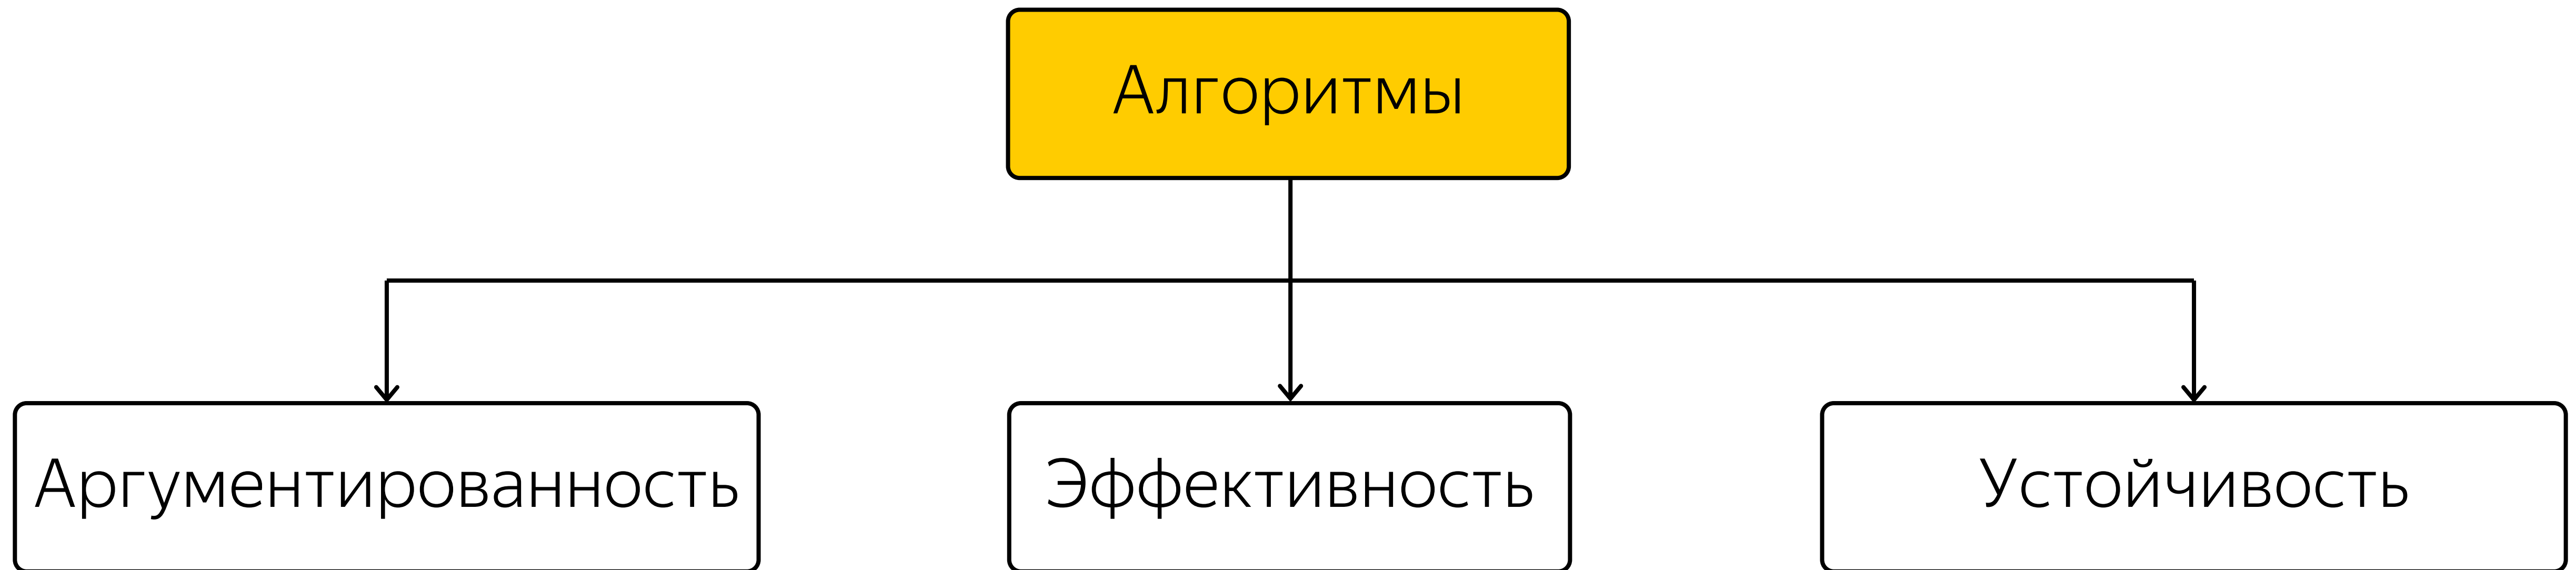 Алгоритмы
Аргументированность
Эффективность
Устойчивость